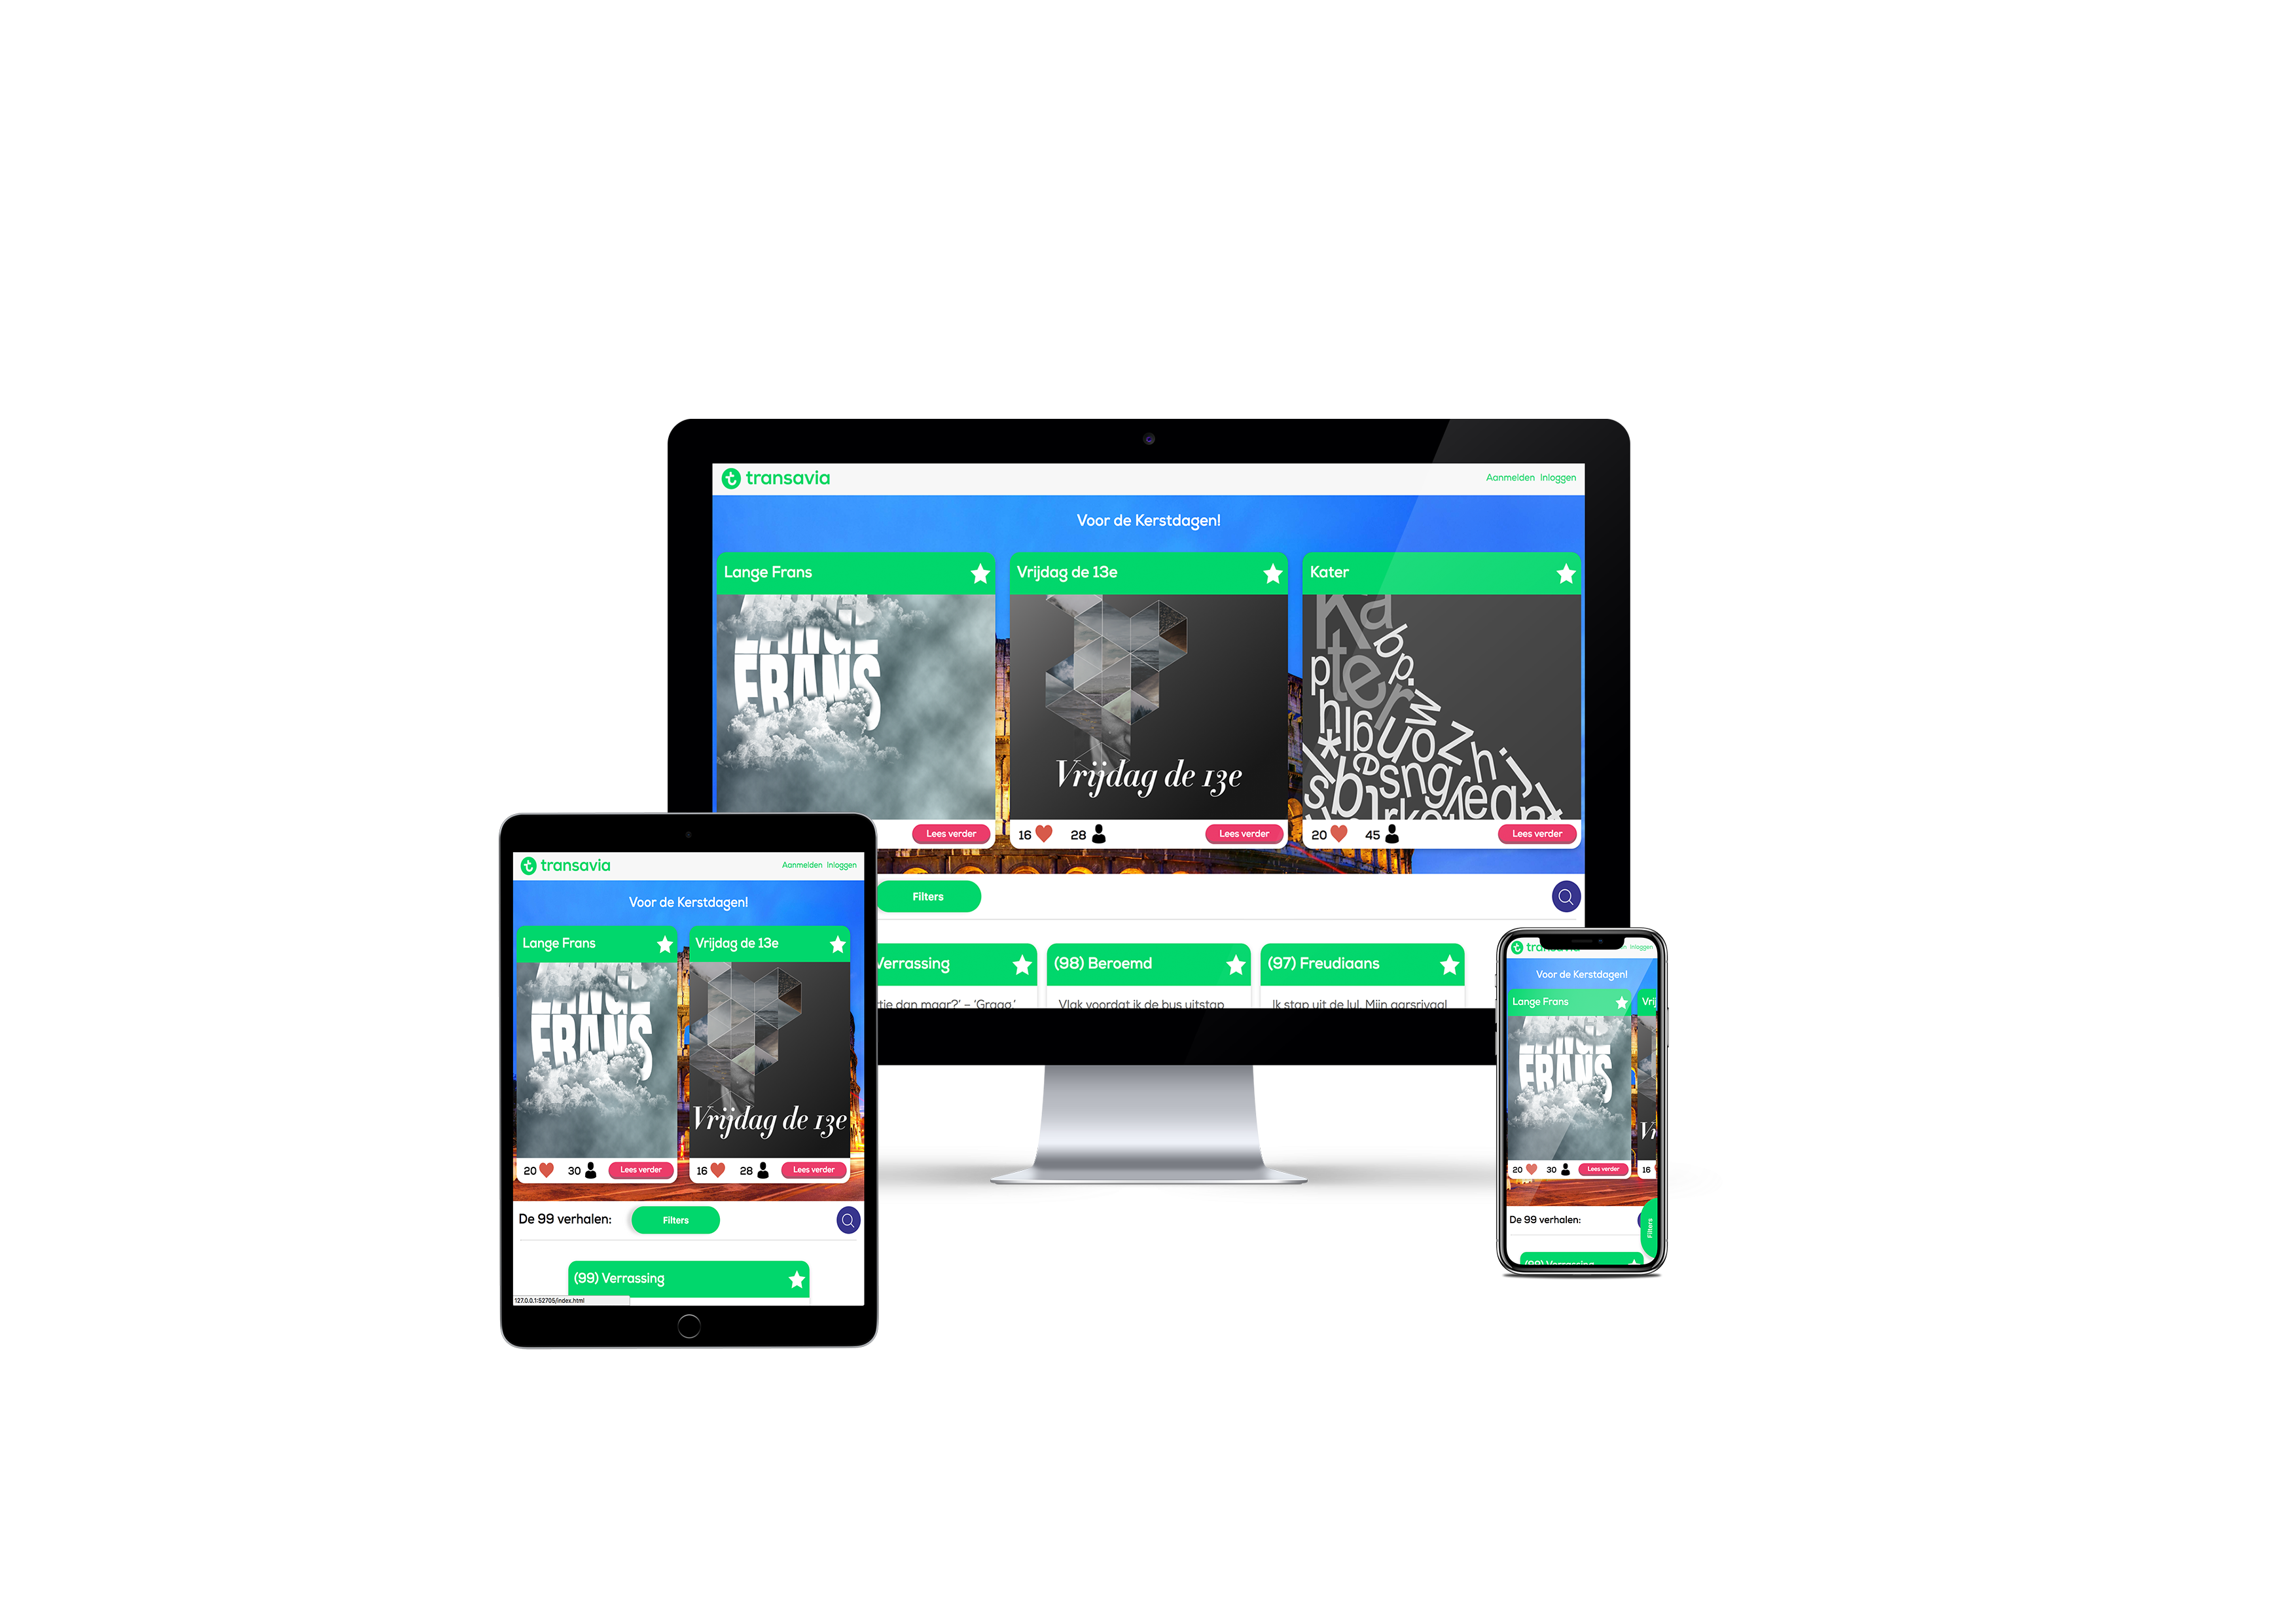 transavia
Aanmelden Inloggen
Voor de Kerstdagen!
Lange Frans
Vrijdag de 13e
Kater
FRANS
Vrijdag de 13e
Ka
ter
Lees verder
16
28
Lees verder
20
45
Lees verder
Filters
Verrassing
(98) Beroemd
(97) Freudiaans
dan maar?' – 'Graag.'
Vlak voordat ik de bus uitstap
Ik stap uit de lul. Mijn aarsrivaal
transavia
Aanmelden Inloggen
Voor de Kerstdagen!
Lange Frans
Vrijdag de 13e
FRANS
Vrijdag de 13e
20
30
Lees verder
16
28
Lees verder
De 99 verhalen:
Filters
(99) Verrassing
127.0.0.1:52705/index.html
Inloggen
Voor de Kerstdagen!
Lange Frans
Vrij
FRANS
20
30
Lees verder
16
De 99 verhalen:
Filters
(99) Verrassing